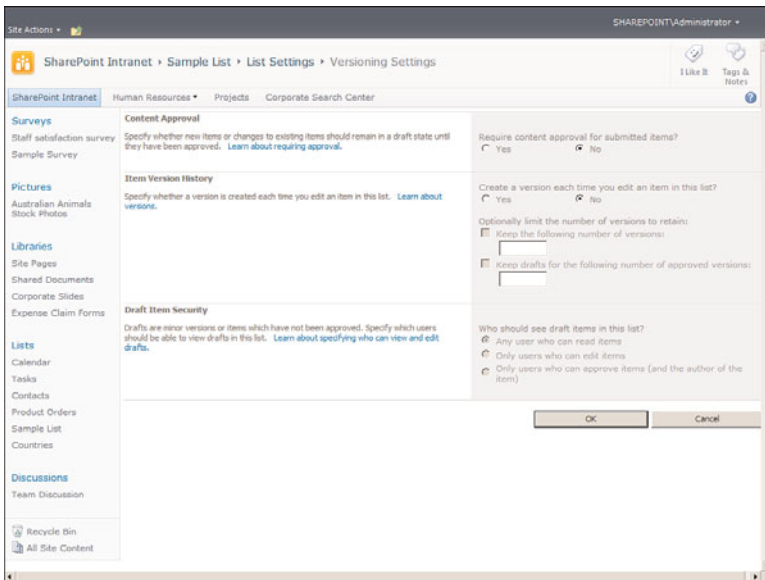 SHAREPOINT\Administrator
Site Actions
SharePoint Intranet › Sample List › List Settings › Versioning Settings
I Like It
Tags &
Notes
SharePoint Intranet Human Resources Projects Corporate Search Center
Surveys
Staff satisfaction survey
Sample Survey
Pictures
Australian Animals
Stock Photos
Libraries
Site Pages
Shared Documents
Corporate Slides
Expense Claim Forms
Lists
Calendar
Tasks
Contacts
Product Orders
Sample List
Countries
Discussions
Team Discussion
Recycle Bin
All Site Content
Content Approval
Specify whether new items or changes to existing items should remain in a draft state until
they have been approved. Learn about requiring approval.
Require content approval for submitted items?
Yes No
Item Version History
Specify whether a version is created each time you edit an item in this list. Learn about
versions.
Create a version each time you edit an item in this list?
Yes No
Optionally limit the number of versions to retain:
Keep the following number of versions:
Keep drafts for the following number of approved versions:
Draft Item Security
Drafts are minor versions or items which have not been approved. Specify which users
should be able to view drafts in this list. Learn about specifying who can view and edit
drafts.
Who should see draft items in this list?
Any user who can read items
Only users who can edit items
Only users who can approve items (and the author of the
item)
OK Cancel